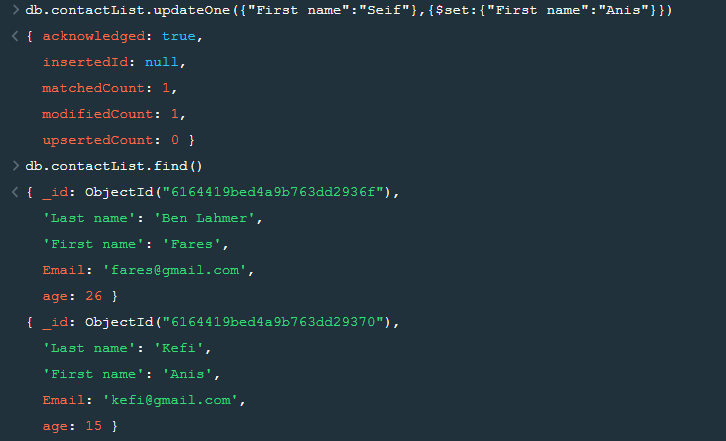 > db.contactList.updateOne({"First name":"Seif"},{$set:{"First name":"Anis"}})
< { acknowledged: true,
insertedId: null,
matchedCount: 1,
modifiedCount: 1,
upsertedCount: 0 }
> db.contactList.find()
< { _id: ObjectId("6164419bed4a9b763dd2936f"),
'Last name': 'Ben Lahmer',
'First name': 'Fares',
Email: 'fares@gmail.com',
age: 26 }
{ _id: ObjectId("6164419bed4a9b763dd29370"),
'Last name': 'Kefi',
'First name': 'Anis',
Email: 'kefi@gmail.com',
age: 15 }